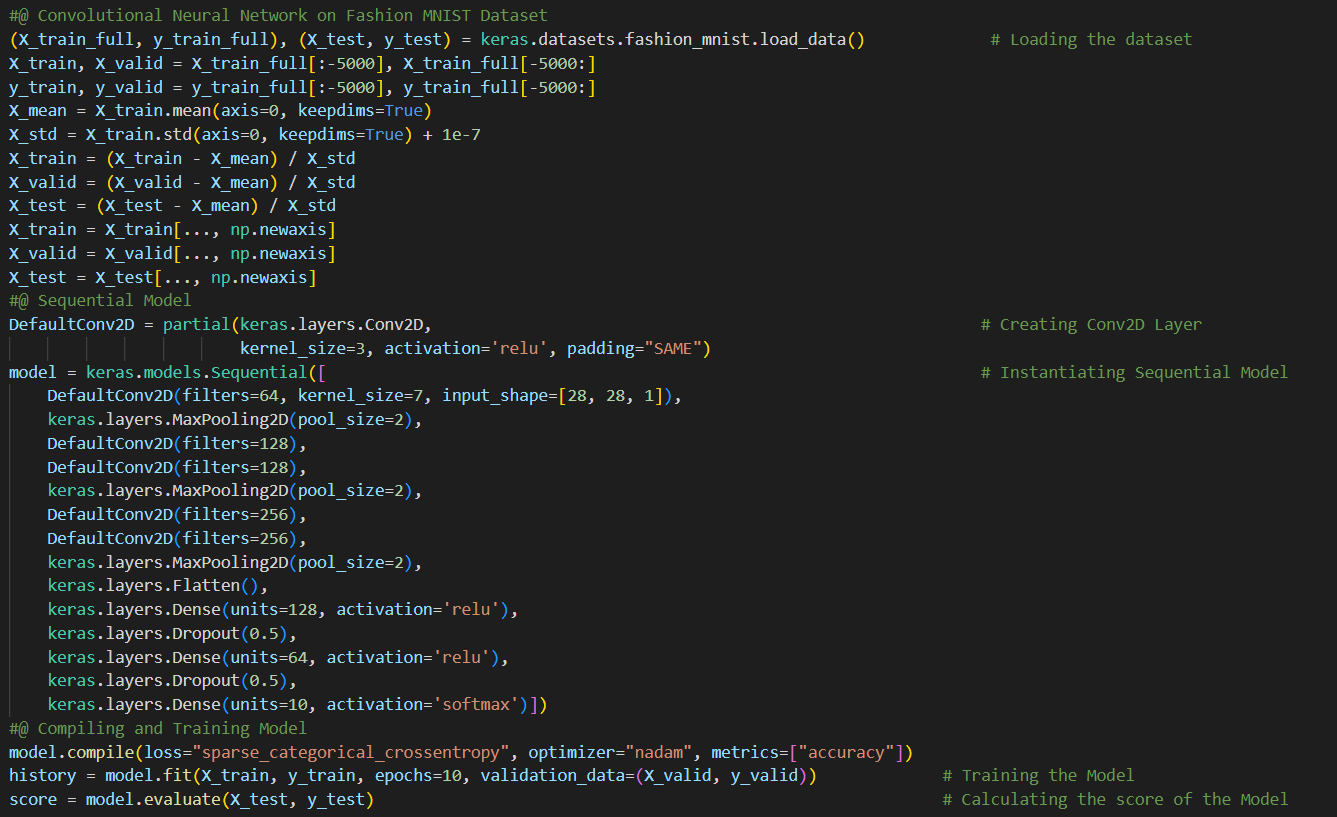 #@ Convolutional Neural Network on Fashion MNIST Dataset
(X_train_full, y_train_full), (X_test, y_test) = keras.datasets.fashion_mnist.load_data()             # Loading the dataset
X_train, X_valid = X_train_full[:-5000], X_train_full[-5000:]
y_train, y_valid = y_train_full[:-5000], y_train_full[-5000:]
X_mean = X_train.mean(axis=0, keepdims=True)
X_std = X_train.std(axis=0, keepdims=True) + 1e-7
X_train = (X_train - X_mean) / X_std
X_valid = (X_valid - X_mean) / X_std
X_test = (X_test - X_mean) / X_std
X_train = X_train[..., np.newaxis]
X_valid = X_valid[..., np.newaxis]
X_test = X_test[..., np.newaxis]
#@ Sequential Model
DefaultConv2D = partial(keras.layers.Conv2D,                                                         # Creating Conv2D Layer
                        kernel_size=3, activation='relu', padding="SAME")
model = keras.models.Sequential([                                                                    # Instantiating Sequential Model
    DefaultConv2D(filters=64, kernel_size=7, input_shape=[28, 28, 1]),
    keras.layers.MaxPooling2D(pool_size=2),
    DefaultConv2D(filters=128),
    DefaultConv2D(filters=128),
    keras.layers.MaxPooling2D(pool_size=2),
    DefaultConv2D(filters=256),
    DefaultConv2D(filters=256),
    keras.layers.MaxPooling2D(pool_size=2),
    keras.layers.Flatten(),
    keras.layers.Dense(units=128, activation='relu'),
    keras.layers.Dropout(0.5),
    keras.layers.Dense(units=64, activation='relu'),
    keras.layers.Dropout(0.5),
    keras.layers.Dense(units=10, activation='softmax')])
#@ Compiling and Training Model
model.compile(loss="sparse_categorical_crossentropy", optimizer="nadam", metrics=["accuracy"])
history = model.fit(X_train, y_train, epochs=10, validation_data=(X_valid, y_valid))             # Training the Model
score = model.evaluate(X_test, y_test)                                                           # Calculating the score of the Model